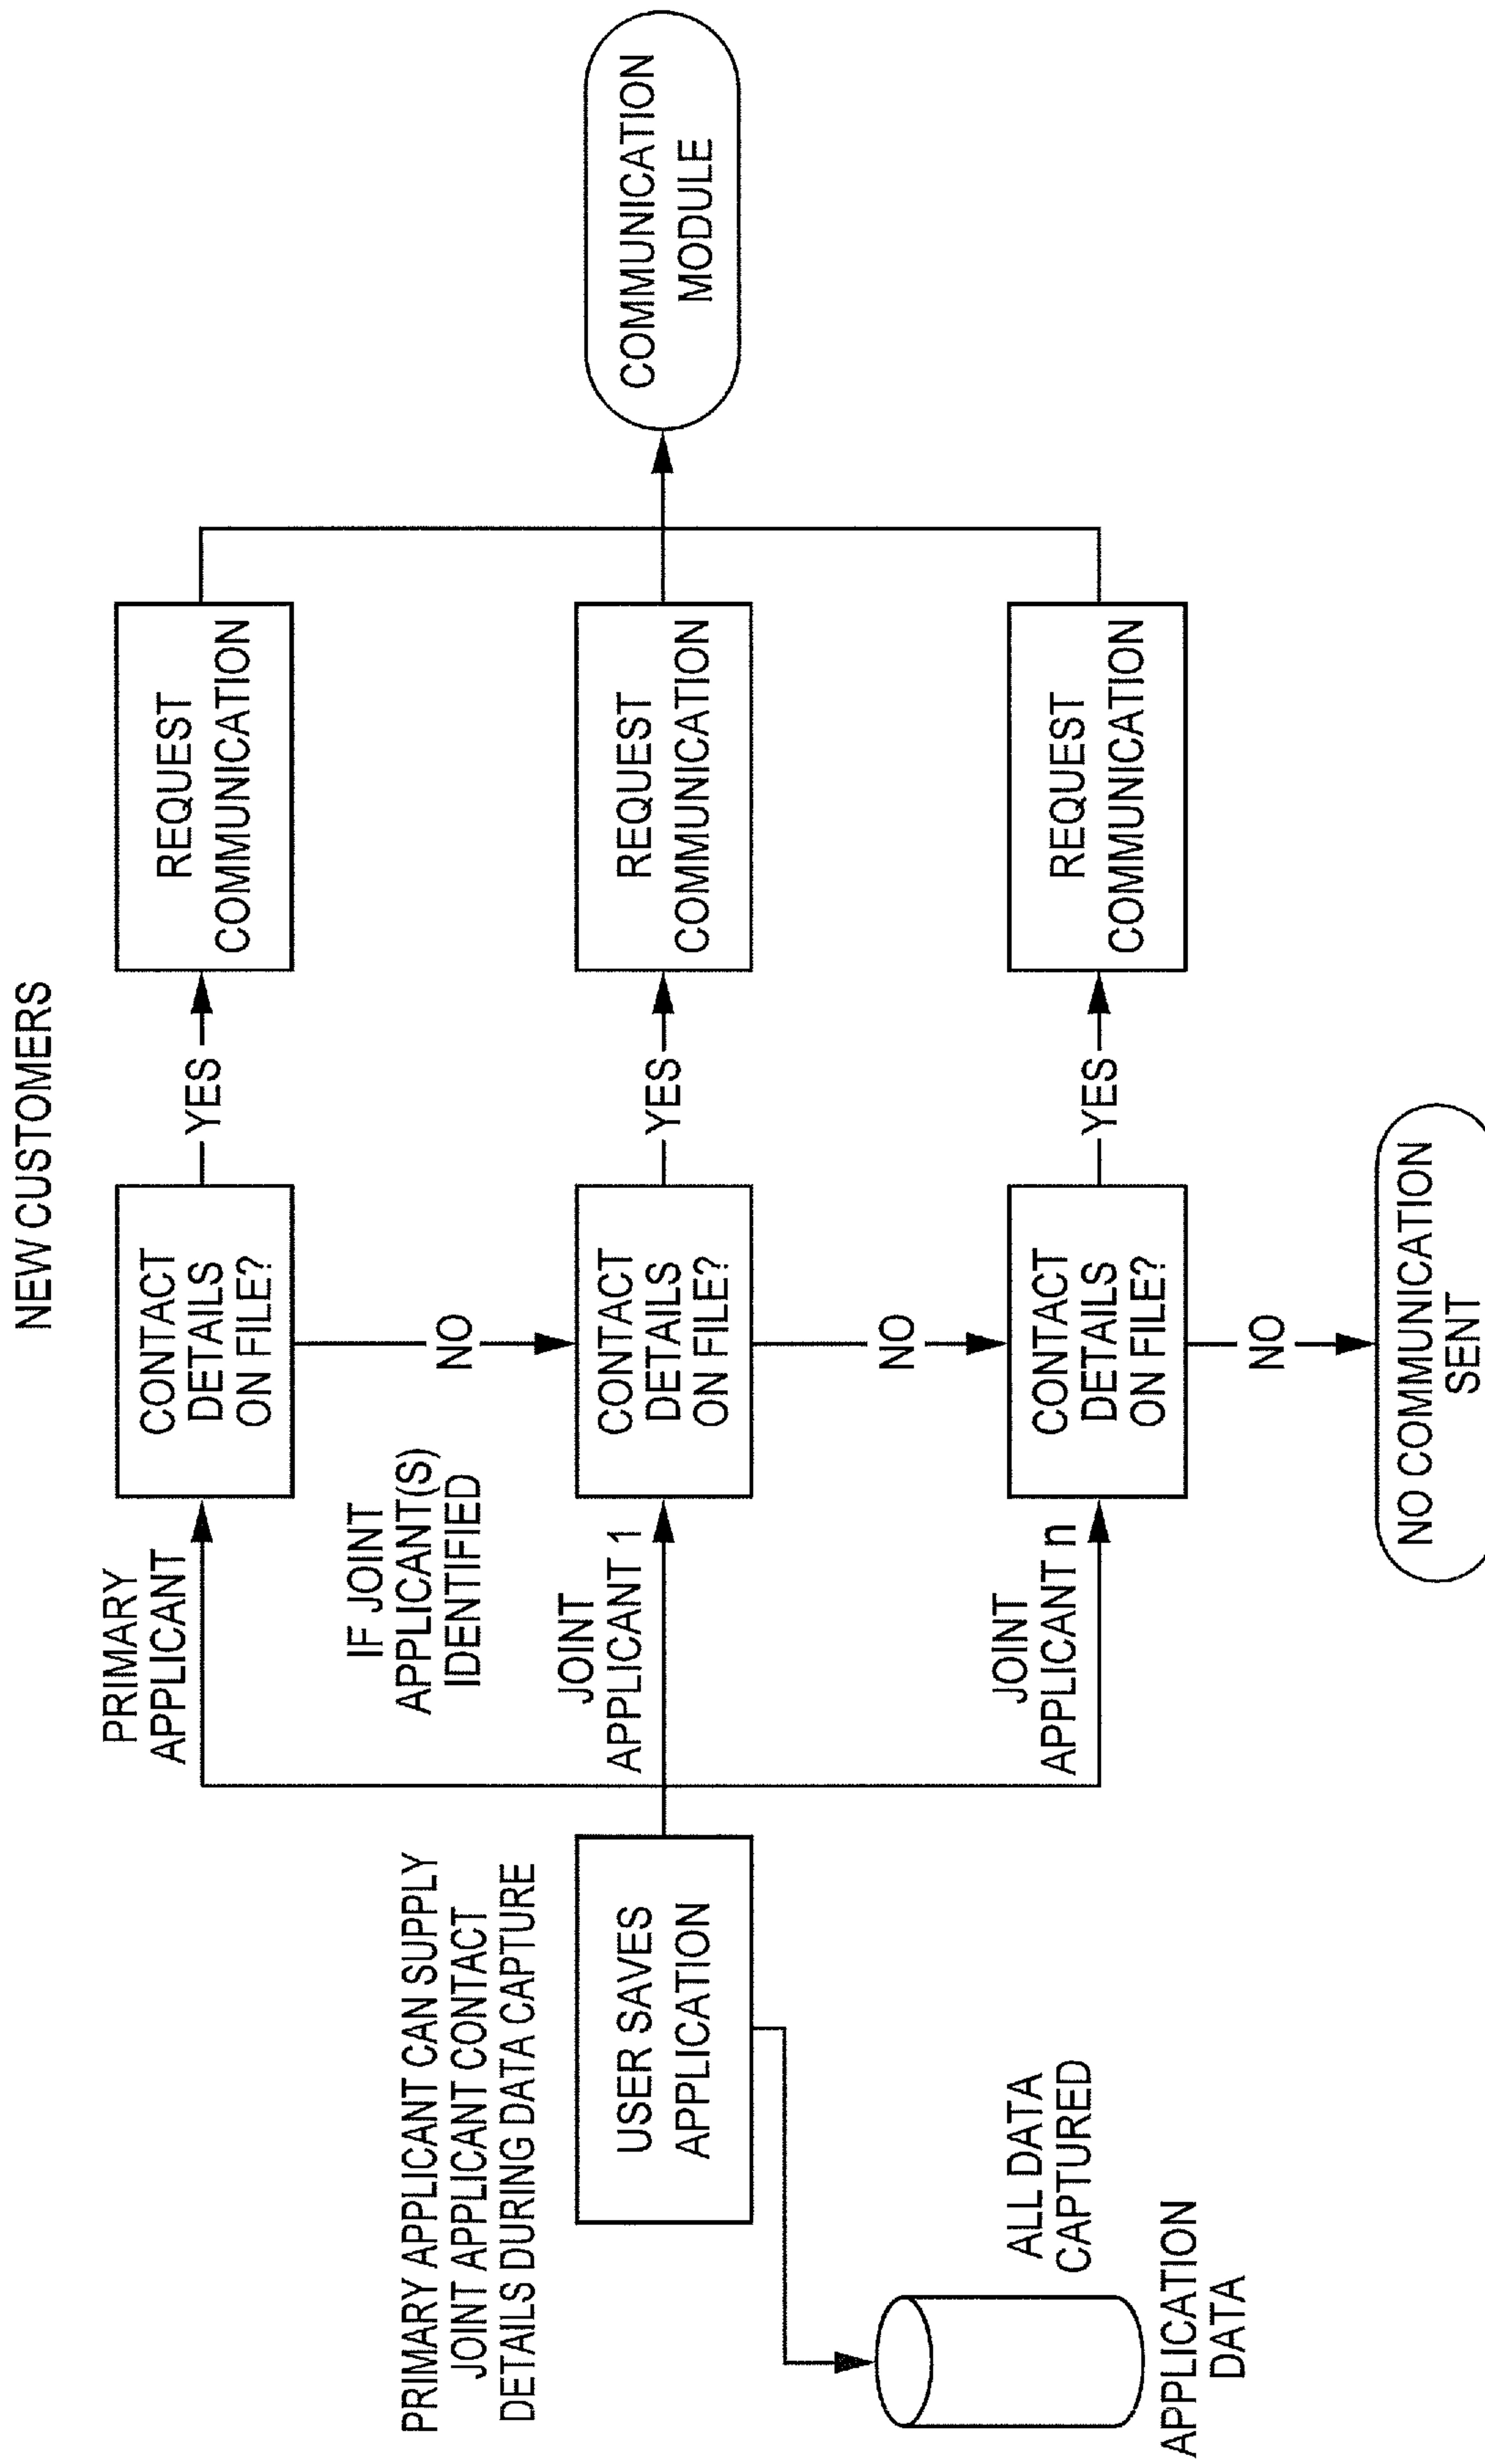 NEW CUSTOMERS
PRIMARY APPLICANT CAN SUPPLY
JOINT APPLICANT CONTACT
DETAILS DURING DATA CAPTURE
USER SAVES
APPLICATION
ALL DATA
CAPTURED
APPLICATION
DATA
PRIMARY
APPLICANT
CONTACT
DETAILS
ON FILE?
YES
REQUEST
COMMUNICATION
IF JOINT
APPLICANT(S)
IDENTIFIED
NO
JOINT
APPLICANT 1
CONTACT
DETAILS
ON FILE?
YES
REQUEST
COMMUNICATION
COMMUNICATION
MODULE
NO
JOINT
APPLICANT n
CONTACT
DETAILS
ON FILE?
YES
REQUEST
COMMUNICATION
NO
NO COMMUNICATION
SENT